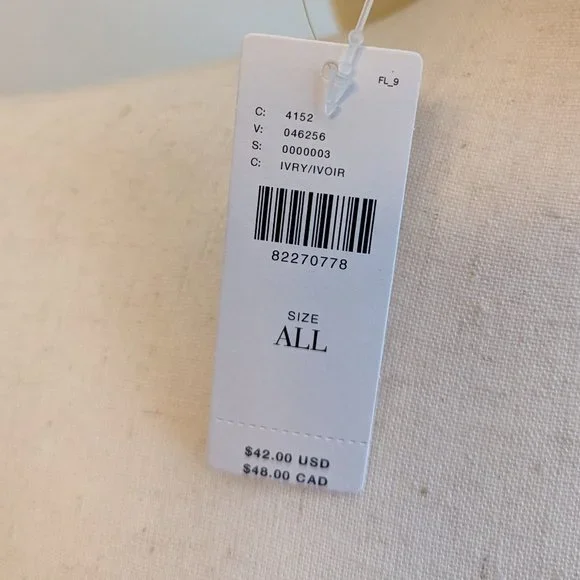 FL_9
C: 4152
V: 046256
S: 0000003
C: IVRY/IVOIR
82270778
SIZE
ALL
$42.00 USD
$48.00 CAD